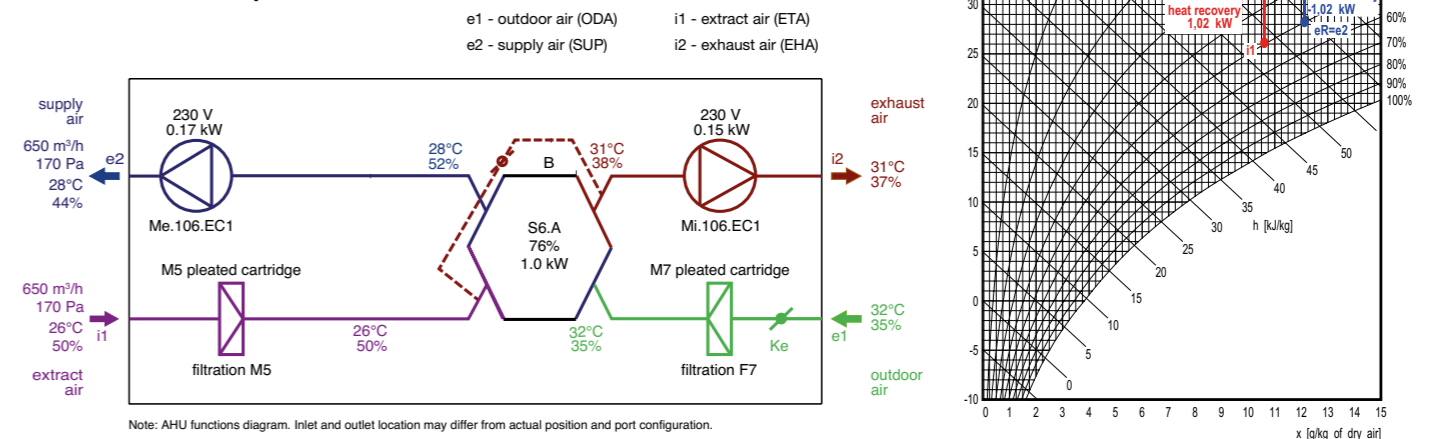 e1 - outdoor air (ODA)
i1 - extract air (ETA)
e2 - supply air (SUP)
i2 - exhaust air (EHA)
supply
air
230 V
0.17 kW
650 m³/h
170 Pa
e2
28°C
44%
Me.106.EC1
28°C
52%
B
31°C
38%
230 V
0.15 kW
exhaust
air
i2
31°C
37%
Mi.106.EC1
S6.A
76%
1.0 kW
M5 pleated cartridge
M7 pleated cartridge
650 m³/h
170 Pa
26°C
50%
i1
26°C
50%
32°C
35%
Ke
32°C
35%
e1
filtration M5
filtration F7
extract
air
outdoor
air
Note: AHU functions diagram. Inlet and outlet location may differ from actual position and port configuration.
30
25
20
15
10
5
0
-5
-10
heat recovery
1,02 kW
i1
-1,02 kW
eR=e2
60%
70%
80%
90%
100%
50
45
40
35
30
25
20
15
10
5
0
h [kJ/kg]
0 1 2 3 4 5 6 7 8 9 10 11 12 13 14 15
x [g/kg of dry air]